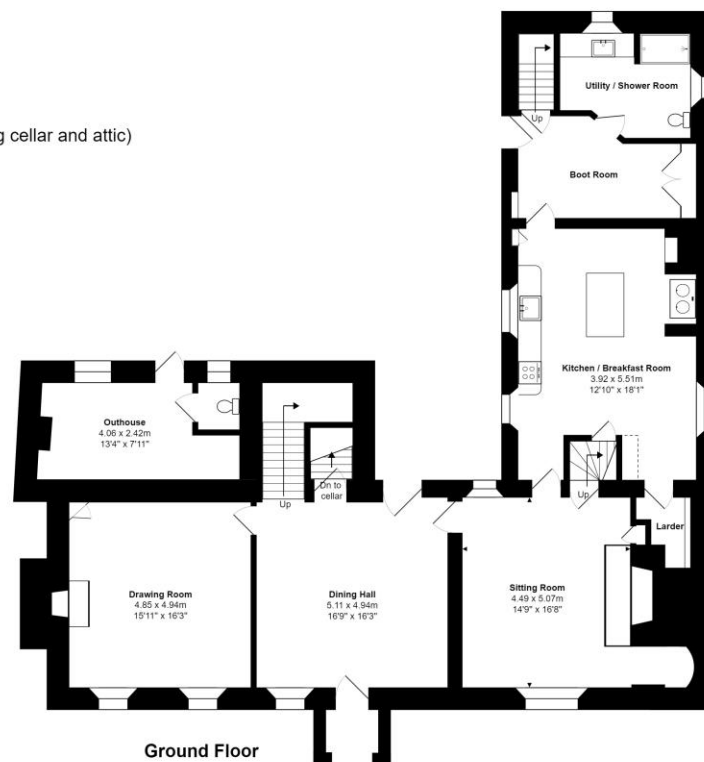 g cellar and attic)
Utility / Shower Room
Up
Boot Room
Kitchen / Breakfast Room
3.92 x 5.51m
12'10" x 18'1"
Outhouse
4.06 x 2.42m
13'4" x 7'11"
Dn to
cellar
Up
Up
Larder
Drawing Room
4.85 x 4.94m
15'11" x 16'3"
Dining Hall
5.11 x 4.94m
16'9" x 16'3"
Sitting Room
4.49 x 5.07m
14'9" x 16'8"
Ground Floor